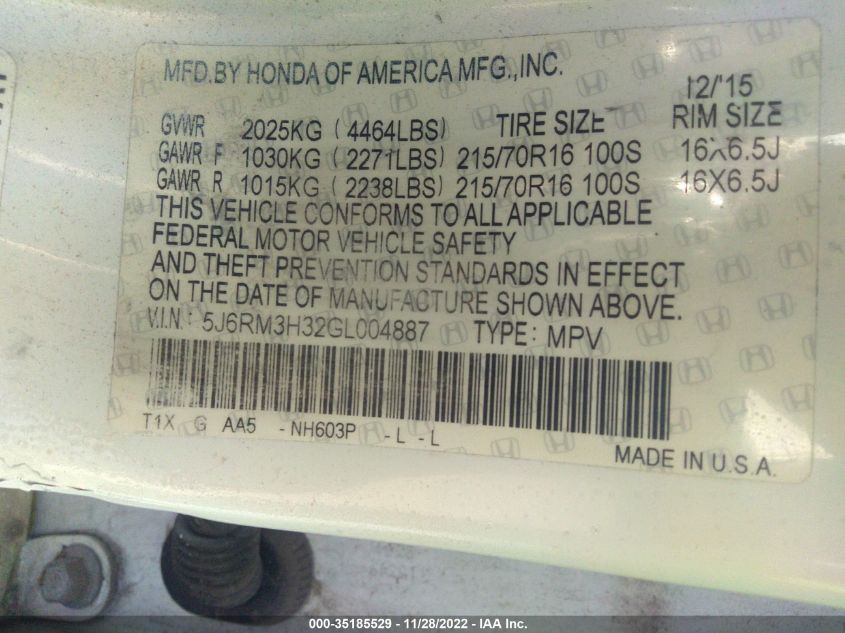 MFD.BY HONDA OF AMERICA MFG.,INC.
12/'15
GVWR 2025KG (4464LBS) TIRE SIZE RIM SIZE
GAWR F 1030KG (2271LBS) 215/70R16 100S 16X6.5J
GAWR R 1015KG (2238LBS) 215/70R16 100S 16X6.5J
THIS VEHICLE CONFORMS TO ALL APPLICABLE
FEDERAL MOTOR VEHICLE SAFETY
AND THEFT PREVENTION STANDARDS IN EFFECT
ON THE DATE OF MANUFACTURE SHOWN ABOVE.
V.I.N: 5J6RM3H32GL004887 TYPE: MPV
T1X G AA5 -NH603P -L -L
MADE IN U.S.A.
000-35185529 - 11/28/2022 - IAA Inc.